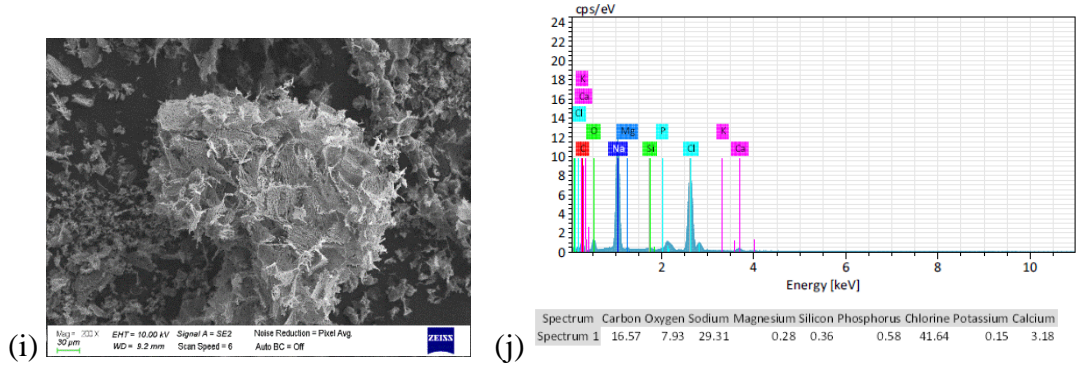 (i)
Mag = 200 X
30 µm
EHT = 10.00 kV Signal A = SE2 Noise Reduction = Pixel Avg.
WD = 9.2 mm Scan Speed = 6 Auto BC = Off
ZEISS
(j)
cps/eV
24
22
20
18
16
14
12
10
8
6
4
2
0
K
Ca
Cl
O Mg P K
C Na Si Cl Ca
2 4 6 8 10
Energy [keV]
Spectrum Carbon Oxygen Sodium Magnesium Silicon Phosphorus Chlorine Potassium Calcium
Spectrum 1 16.57 7.93 29.31 0.28 0.36 0.58 41.64 0.15 3.18